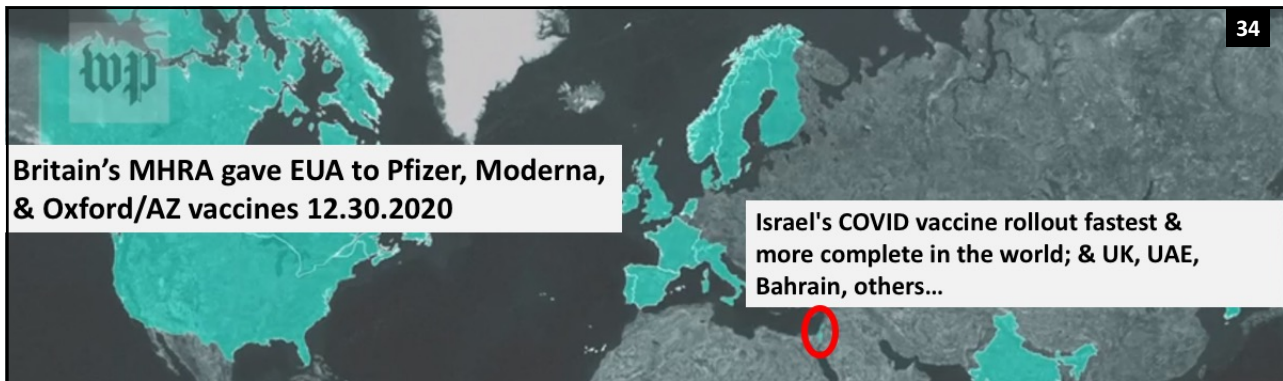 34
wp
Britain’s MHRA gave EUA to Pfizer, Moderna,
& Oxford/AZ vaccines 12.30.2020
Israel's COVID vaccine rollout fastest &
more complete in the world; & UK, UAE,
Bahrain, others…